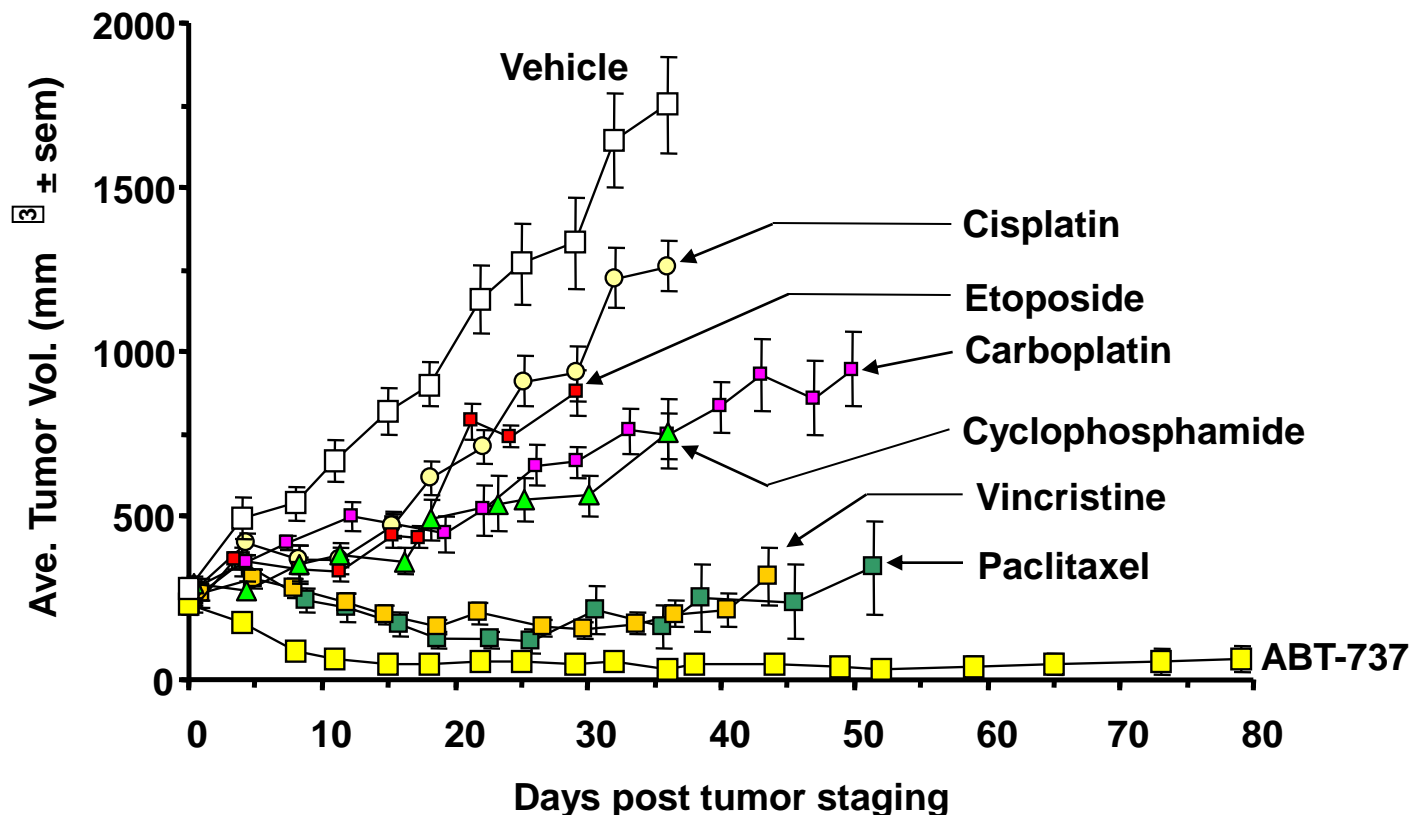 2000
1500
1000
500
0
Ave. Tumor Vol. (mm 3 ± sem)
Vehicle
Cisplatin
Etoposide
Carboplatin
Cyclophosphamide
Vincristine
Paclitaxel
ABT-737
0 10 20 30 40 50 60 70 80
Days post tumor staging